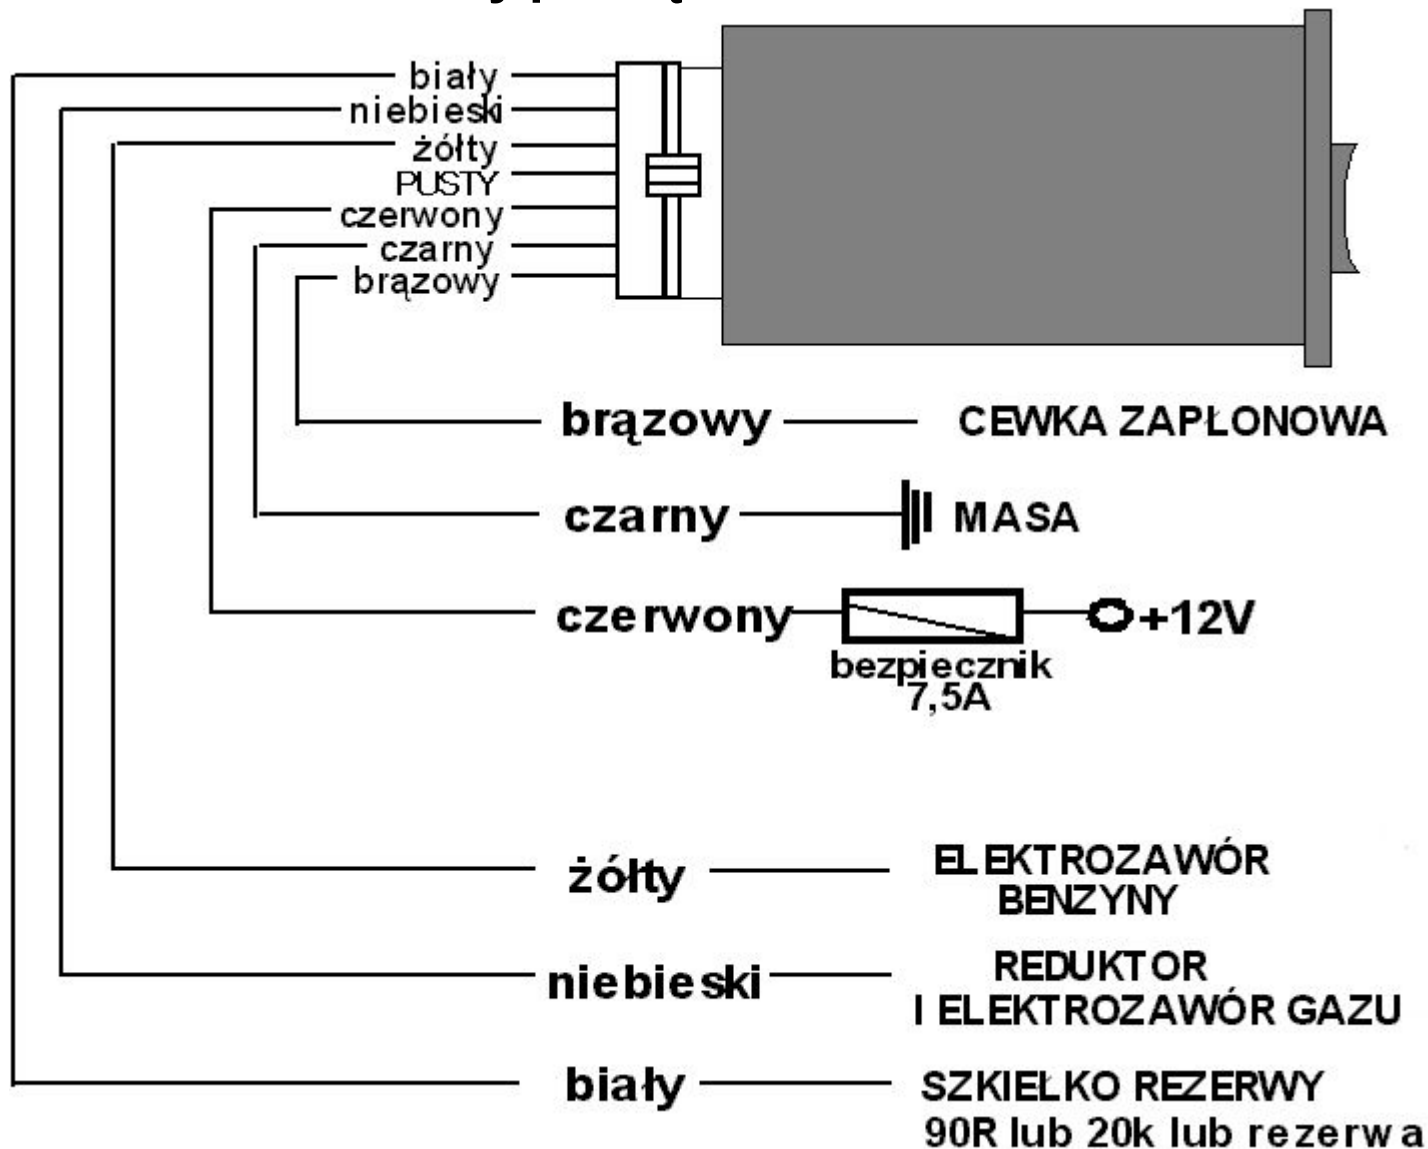 biały
niebieski
żółty
PUSTY
czerwony
czarny
brązowy
brązowy CEWKA ZAPŁONOWA
czarny MASA
czerwony +12V
bezpiecznik
7,5A
żółty ELEKTROZAWÓR
BENZYNY
niebieski REDUKTOR
I ELEKTROZAWÓR GAZU
biały SZKIEŁKO REZERWY
90R lub 20k lub rezerwa